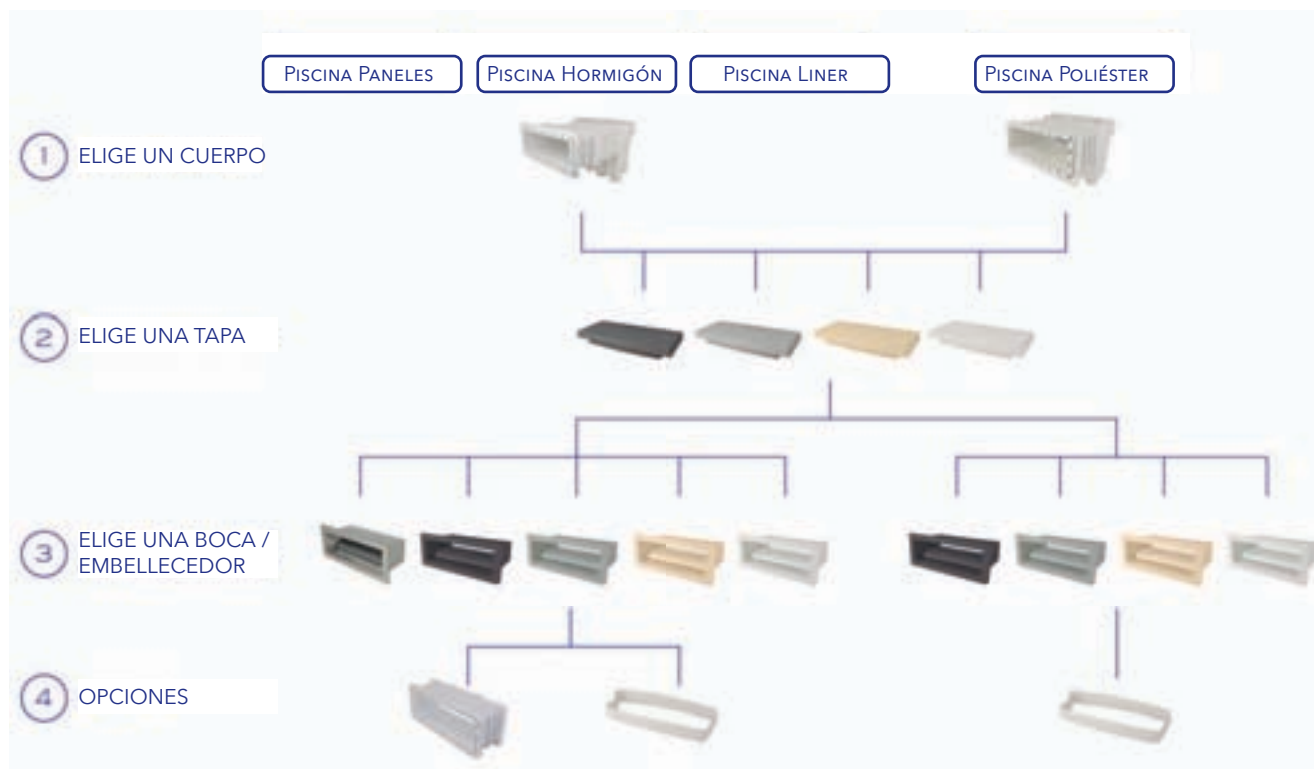 PISCINA PANELES
PISCINA HORMIGÓN
PISCINA LINER
PISCINA POLIÉSTER
1 ELIGE UN CUERPO
2 ELIGE UNA TAPA
3 ELIGE UNA BOCA /
EMBELLECEDOR
4 OPCIONES